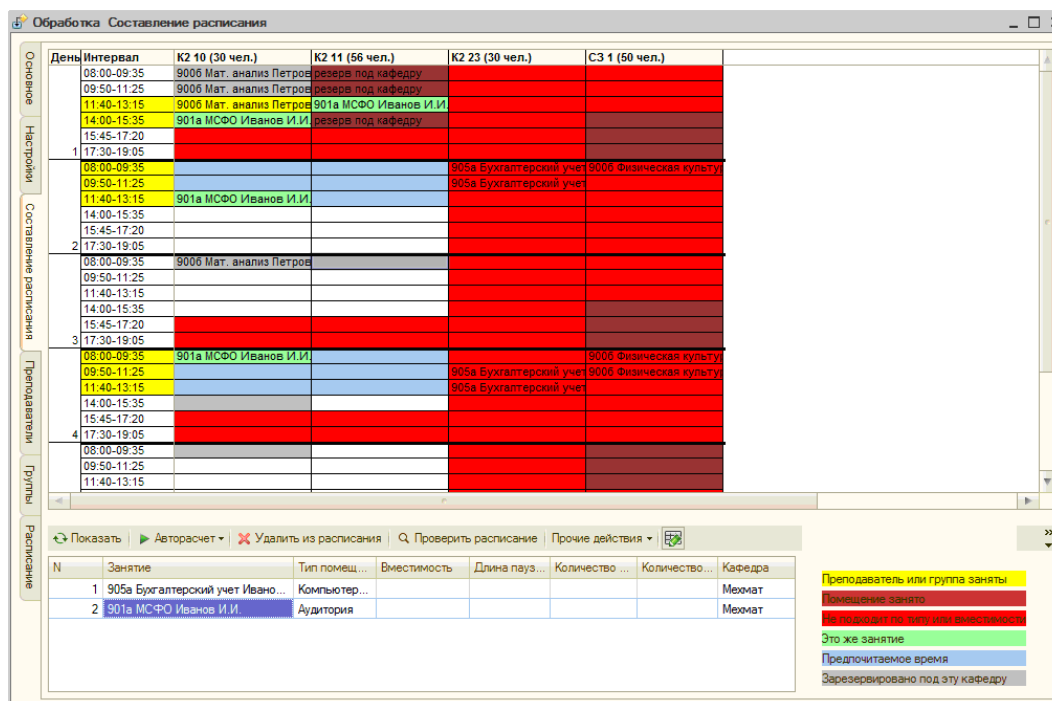 Обработка Составление расписания
Основное
Настройки
Составление расписания
Преподаватели
Группы
Расписание
День Интервал К2 10 (30 чел.) К2 11 (56 чел.) К2 23 (30 чел.) СЗ 1 (50 чел.)
08:00-09:35 900б Мат. анализ Петров резерв под кафедру
09:50-11:25 900б Мат. анализ Петров резерв под кафедру
11:40-13:15 900б Мат. анализ Петров 901а МСФО Иванов И.И.
14:00-15:35 901а МСФО Иванов И.И. резерв под кафедру
15:45-17:20
1 17:30-19:05
08:00-09:35 905а Бухгалтерский учет 900б Физическая культур
09:50-11:25 905а Бухгалтерский учет
11:40-13:15 901а МСФО Иванов И.И.
14:00-15:35
15:45-17:20
2 17:30-19:05
08:00-09:35 900б Мат. анализ Петров
09:50-11:25
11:40-13:15
14:00-15:35
15:45-17:20
3 17:30-19:05
08:00-09:35 901а МСФО Иванов И.И. 900б Физическая культур
09:50-11:25 905а Бухгалтерский учет 900б Физическая культур
11:40-13:15 905а Бухгалтерский учет
14:00-15:35
15:45-17:20
4 17:30-19:05
08:00-09:35
09:50-11:25
11:40-13:15
Показать Авторасчет Удалить из расписания Проверить расписание Прочие действия
N Занятие Тип помещ... Вместимость Длина пауз... Количество ... Количество... Кафедра
1 905а Бухгалтерский учет Ивано... Компьютер... Мехмат
2 901а МСФО Иванов И.И. Аудитория Мехмат
Преподаватель или группа заняты
Помещение занято
Не подходит по типу или вместимости
Это же занятие
Предпочитаемое время
Зарезервировано под эту кафедру